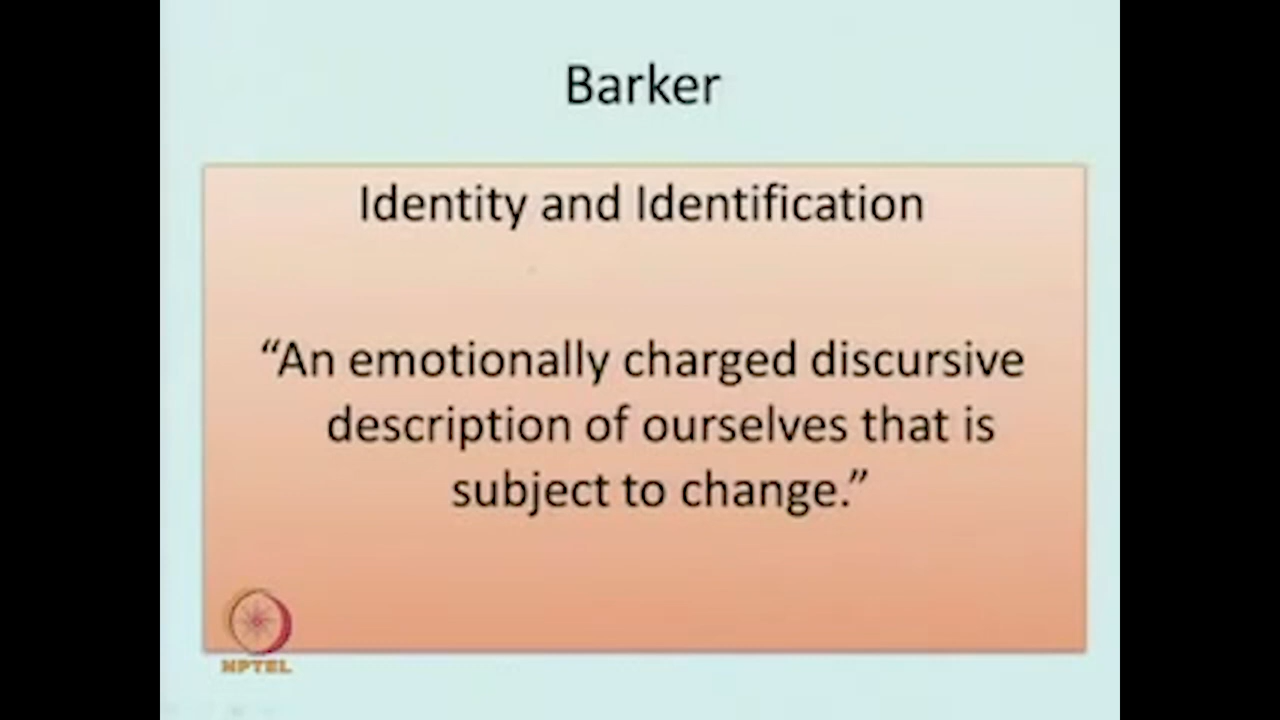 Barker
Identity and Identification
“An emotionally charged discursive
description of ourselves that is
subject to change.”
NPTEL